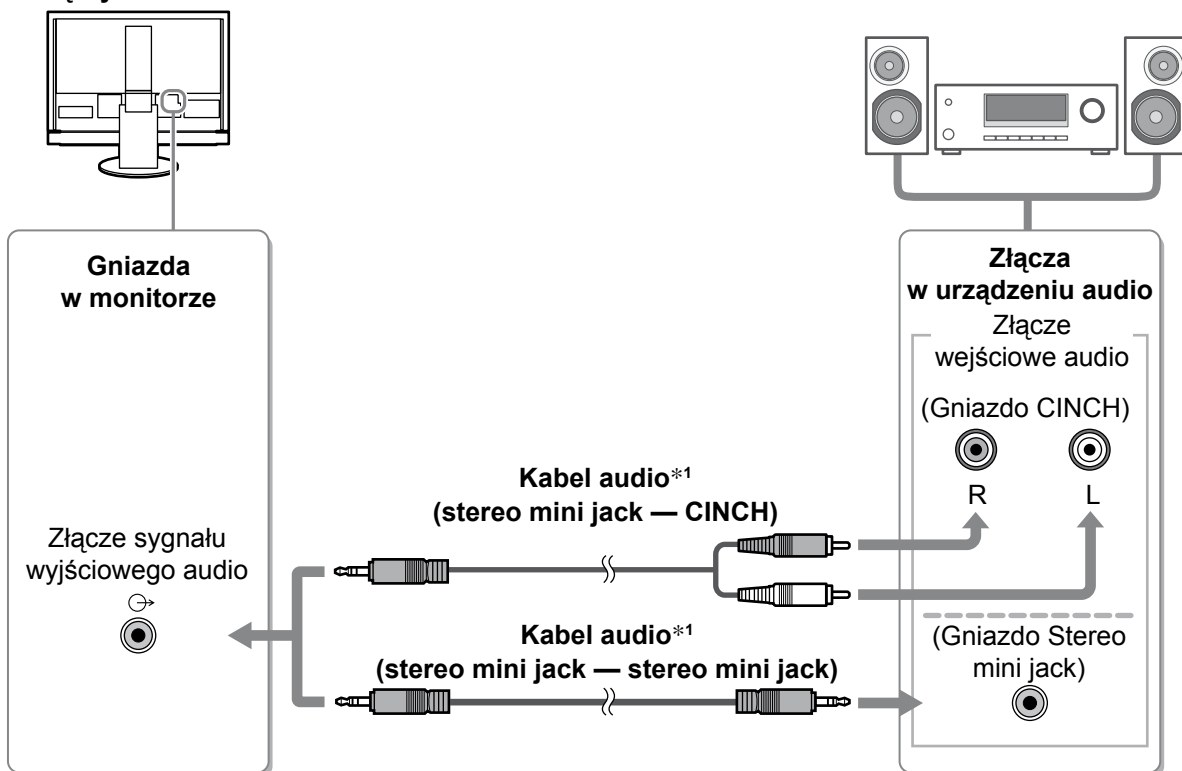 Gniazda
w monitorze
Złącze sygnału
wyjściowego audio
Kabel audio*1
(stereo mini jack — CINCH)
Kabel audio*1
(stereo mini jack — stereo mini jack)
Złącza
w urządzeniu audio
Złącze
wejściowe audio
(Gniazdo CINCH)
R L
(Gniazdo Stereo
mini jack)